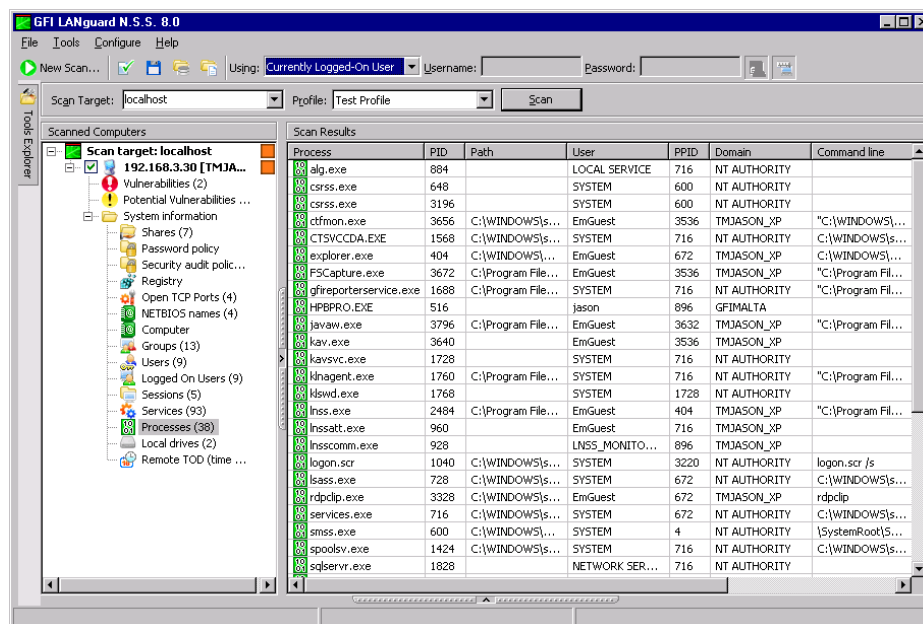 GFI LANguard N.S.S. 8.0
File Tools Configure Help
New Scan... Using: Currently Logged-On User Username: Password:
Scan Target: localhost Profile: Test Profile Scan
Tools Explorer
Scanned Computers
Scan target: localhost
192.168.3.30 [TMJA...
Vulnerabilities (2)
Potential Vulnerabilities ...
System information
Shares (7)
Password policy
Security audit polic...
Registry
Open TCP Ports (4)
NETBIOS names (4)
Computer
Groups (13)
Users (9)
Logged On Users (9)
Sessions (5)
Services (93)
Processes (38)
Local drives (2)
Remote TOD (time ...
Scan Results
Process PID Path User PPID Domain Command line
alg.exe 884 LOCAL SERVICE 716 NT AUTHORITY
csrss.exe 648 SYSTEM 600 NT AUTHORITY
csrss.exe 3196 SYSTEM 600 NT AUTHORITY
ctfmon.exe 3656 C:\WINDOWS\s... EmGuest 3536 TMJASON_XP "C:\WINDOWS\...
CTSVCCDA.EXE 1568 C:\WINDOWS\s... SYSTEM 716 NT AUTHORITY C:\WINDOWS\s...
explorer.exe 404 C:\WINDOWS\... EmGuest 672 TMJASON_XP C:\WINDOWS\...
FSCapture.exe 3672 C:\Program File... EmGuest 3536 TMJASON_XP "C:\Program Fil...
gfireporterservice.exe 1688 C:\Program File... SYSTEM 716 NT AUTHORITY "C:\Program Fil...
HPBPRO.EXE 516 jason 896 GFIMALTA
javaw.exe 3796 C:\Program File... EmGuest 3632 TMJASON_XP "C:\Program Fil...
kav.exe 3640 EmGuest 3536 TMJASON_XP
kavsvc.exe 1728 SYSTEM 716 NT AUTHORITY
klnagent.exe 1760 C:\Program File... SYSTEM 716 NT AUTHORITY "C:\Program Fil...
klswd.exe 1768 SYSTEM 1728 NT AUTHORITY
lnss.exe 2484 C:\Program File... EmGuest 404 TMJASON_XP "C:\Program Fil...
lnssatt.exe 960 EmGuest 716 TMJASON_XP
lnsscomm.exe 928 LNSS_MONITO... 896 TMJASON_XP
logon.scr 1040 C:\WINDOWS\s... SYSTEM 3220 NT AUTHORITY logon.scr /s
lsass.exe 728 C:\WINDOWS\s... SYSTEM 672 NT AUTHORITY C:\WINDOWS\s...
rdpclip.exe 3328 C:\WINDOWS\s... EmGuest 672 TMJASON_XP rdpclip
services.exe 716 C:\WINDOWS\s... SYSTEM 672 NT AUTHORITY C:\WINDOWS\s...
smss.exe 600 C:\WINDOWS\... SYSTEM 4 NT AUTHORITY \SystemRoot\S...
spoolsv.exe 1424 C:\WINDOWS\s... SYSTEM 716 NT AUTHORITY C:\WINDOWS\s...
sqlservr.exe 1828 NETWORK SER... 716 NT AUTHORITY